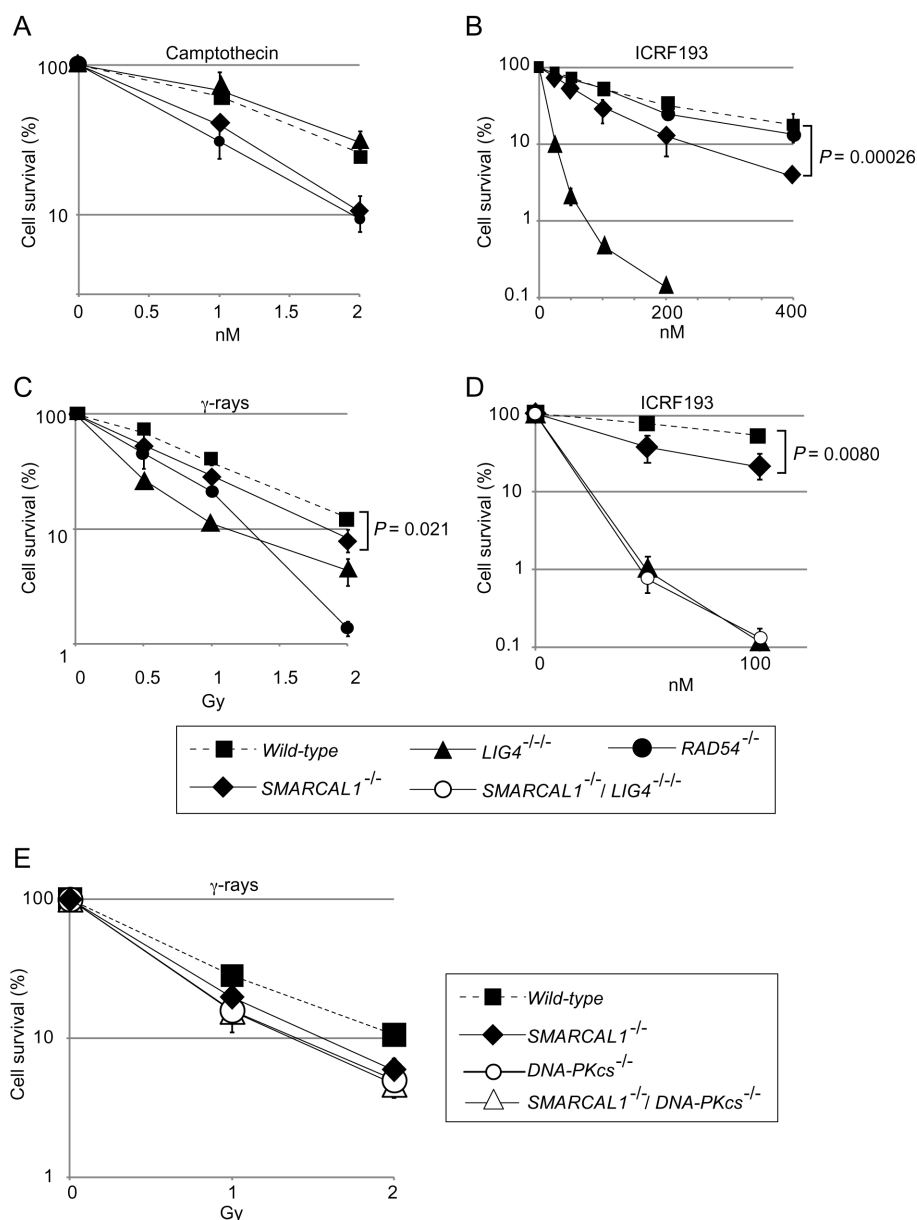 A
Camptothecin
Cell survival (%)
100
10
0 0.5 1 1.5 2
nM
B
ICRF193
Cell survival (%)
100
10
1
0.1
0 200 400
nM
P = 0.00026
C
γ-rays
Cell survival (%)
100
10
1
0 0.5 1 1.5 2
Gy
P = 0.021
D
ICRF193
Cell survival (%)
100
10
1
0.1
0 100
nM
P = 0.0080
Wild-type LIG4-/-/- RAD54-/-
SMARCAL1-/- SMARCAL1-/-/ LIG4-/-/-
E
γ-rays
Cell survival (%)
100
10
1
0 1 2
Gy
Wild-type
SMARCAL1-/-
DNA-PKcs-/-
SMARCAL1-/-/ DNA-PKcs-/-